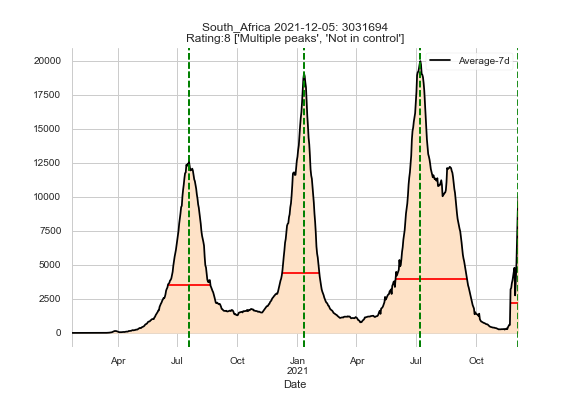 South_Africa 2021-12-05: 3031694
Rating:8 ['Multiple peaks', 'Not in control']
Average-7d
20000
17500
15000
12500
10000
7500
5000
2500
0
Apr Jul Oct Jan Apr Jul Oct
2021
Date